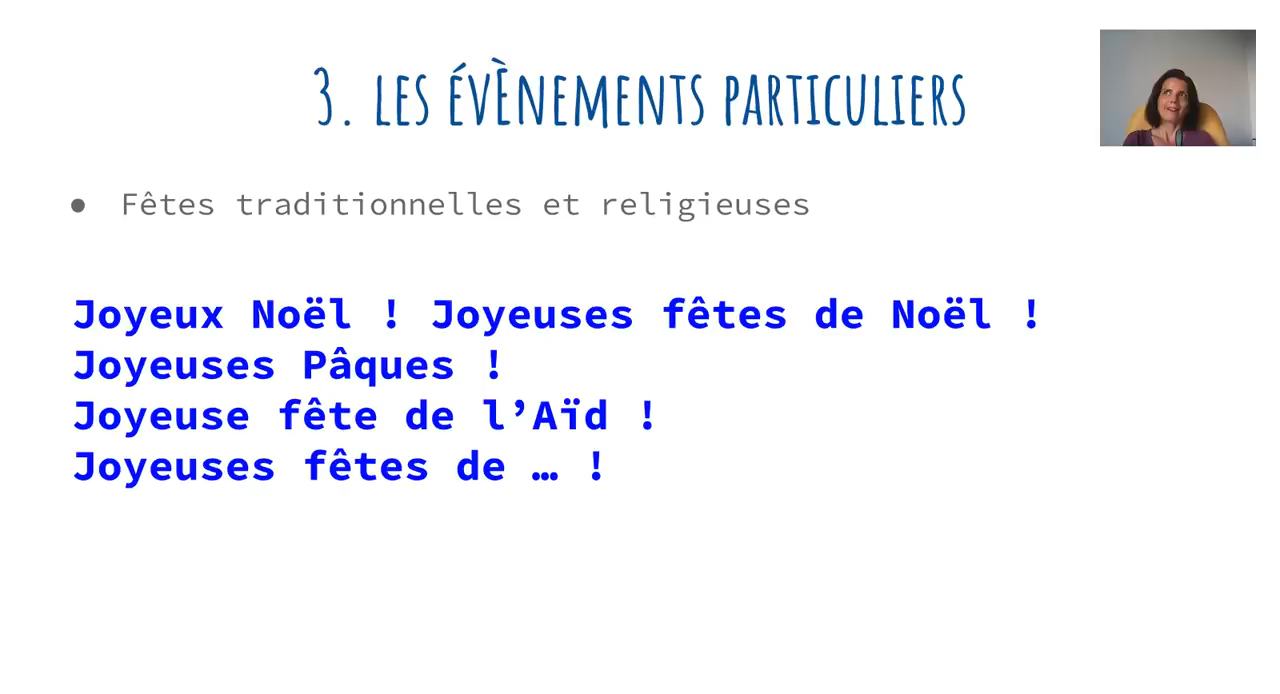 3. LES ÉVÈNEMENTS PARTICULIERS
● Fêtes traditionnelles et religieuses
Joyeux Noël ! Joyeuses fêtes de Noël !
Joyeuses Pâques !
Joyeuse fête de l’Aïd !
Joyeuses fêtes de … !